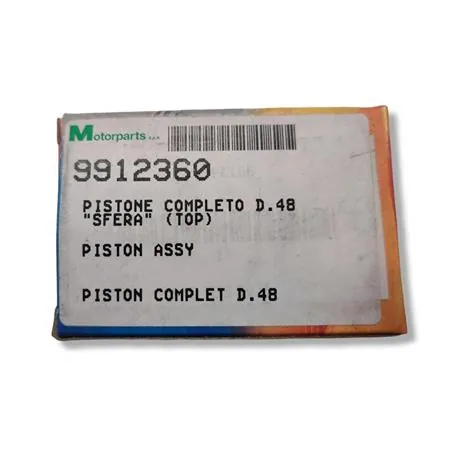 Motorparts S.p.A.
9912360
PISTONE COMPLETO D.48
"SFERA" (TOP)
PISTON ASSY
PISTON COMPLET D.48